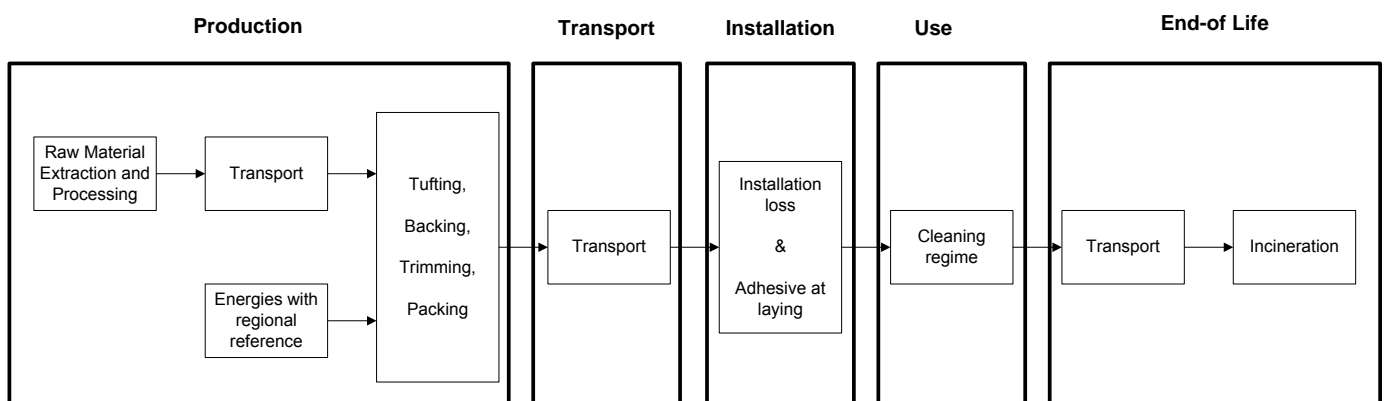 Production
Transport
Installation
Use
End-of Life
Raw Material
Extraction and
Processing
Transport
Energies with
regional
reference
Tufting,
Backing,
Trimming,
Packing
Transport
Installation
loss
&
Adhesive at
laying
Cleaning
regime
Transport
Incineration